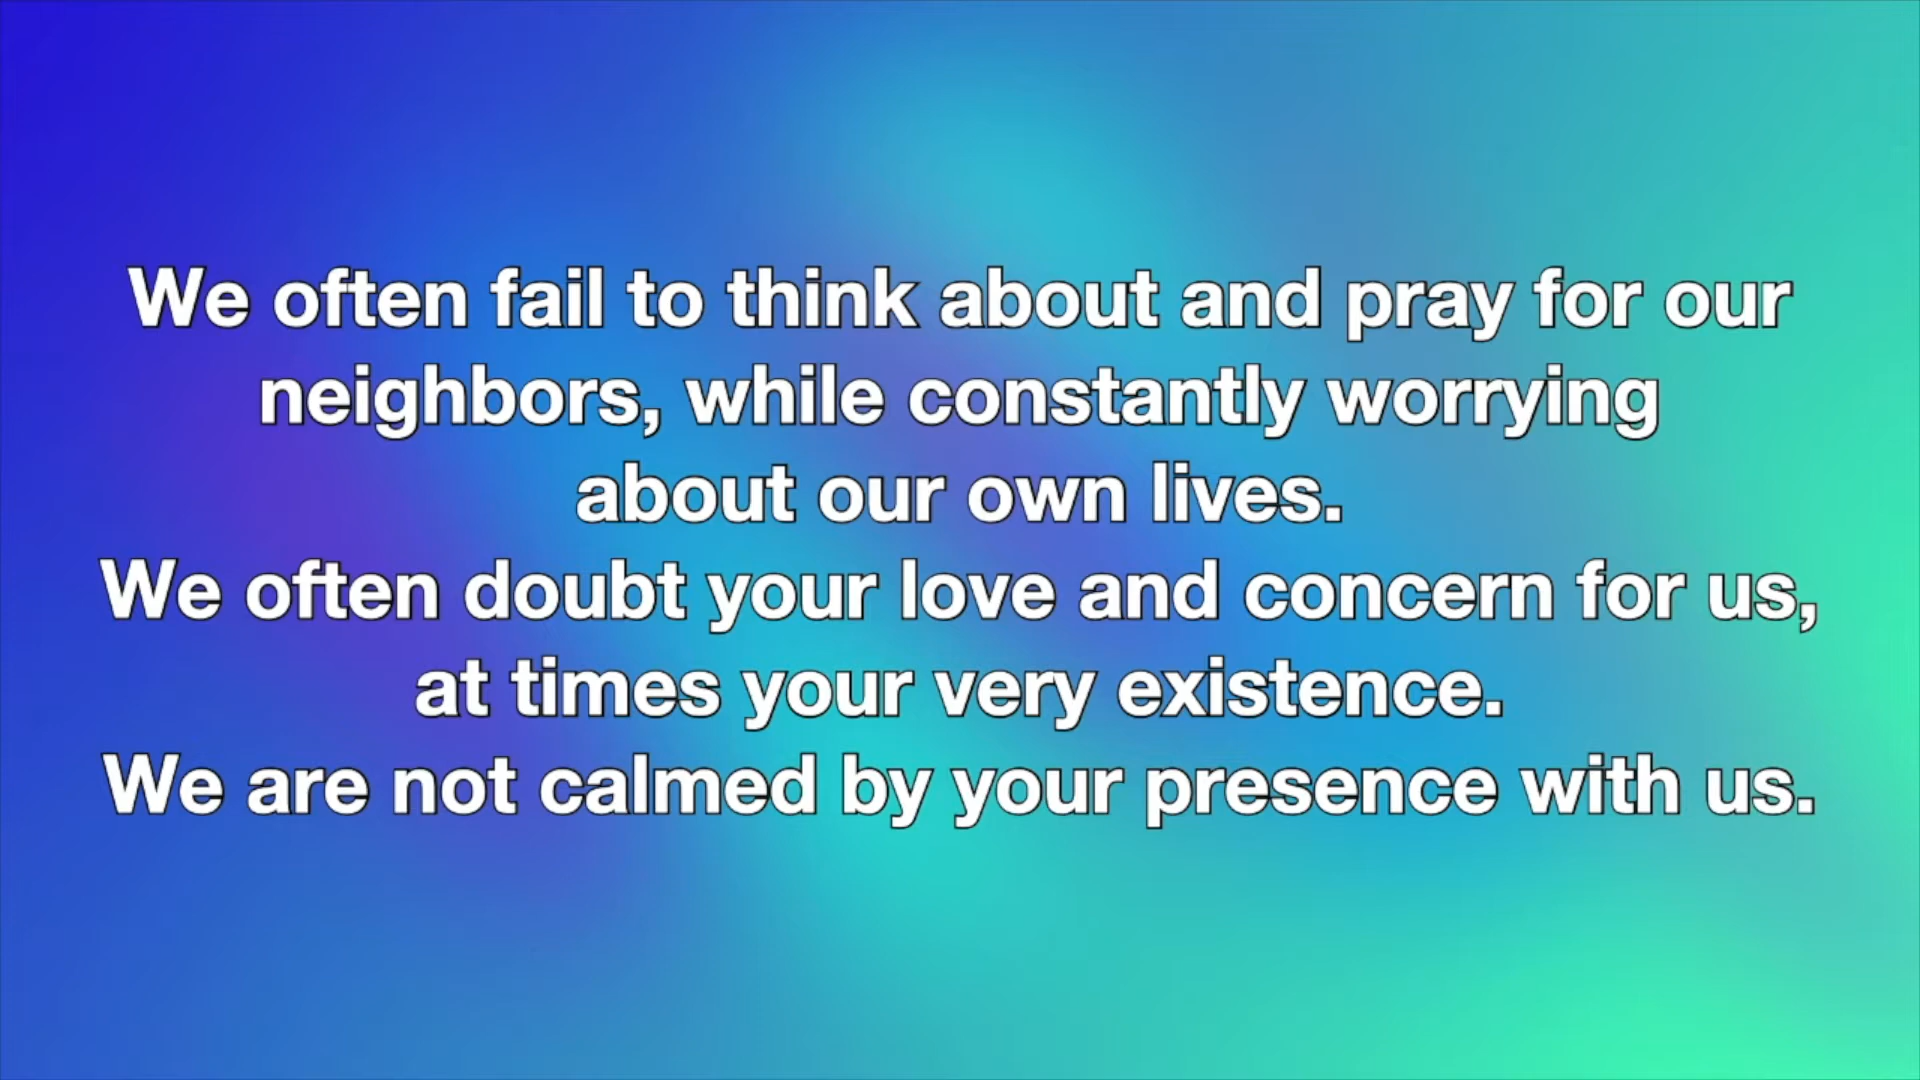 We often fail to think about and pray for our
neighbors, while constantly worrying
about our own lives.
We often doubt your love and concern for us,
at times your very existence.
We are not calmed by your presence with us.